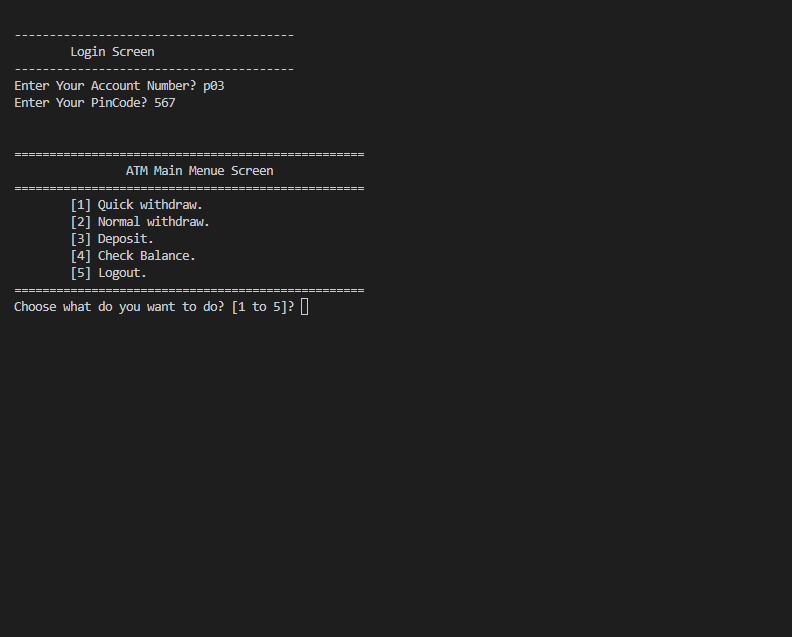 ----------------------------------------
Login Screen
----------------------------------------
Enter Your Account Number? p03
Enter Your PinCode? 567
==================================================
ATM Main Menue Screen
==================================================
[1] Quick withdraw.
[2] Normal withdraw.
[3] Deposit.
[4] Check Balance.
[5] Logout.
==================================================
Choose what do you want to do? [1 to 5]?